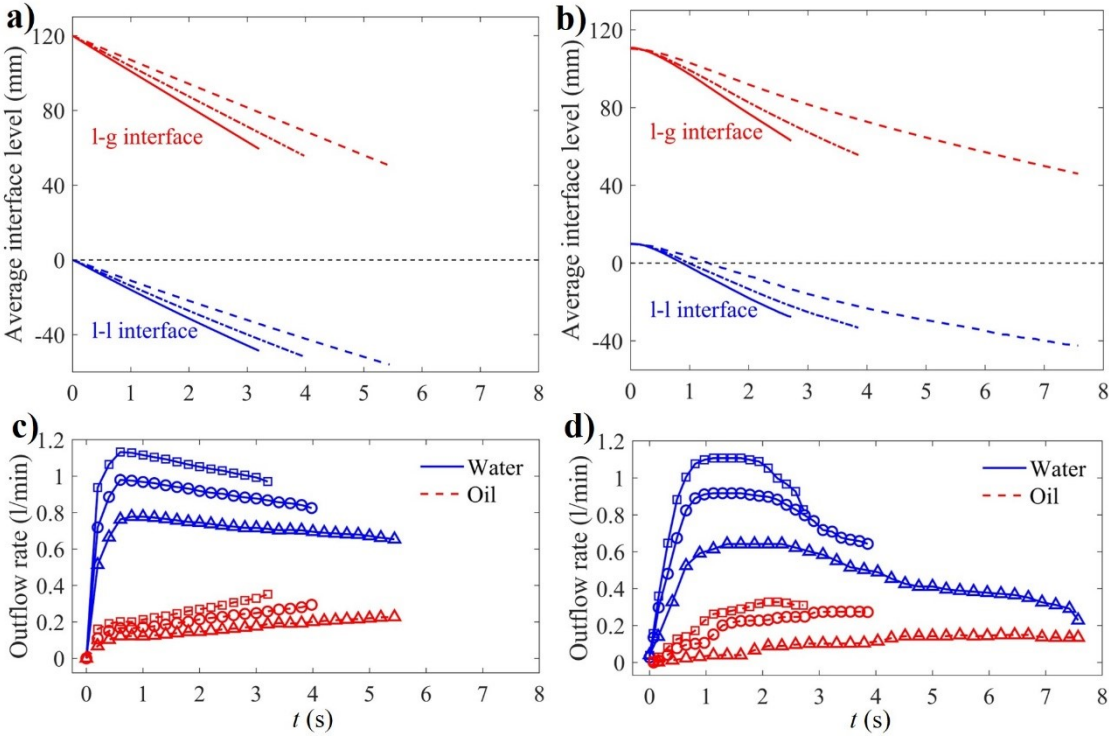 a)
Average interface level (mm)
120
80
40
0
-40
l-g interface
l-l interface
0 1 2 3 4 5 6 7 8
b)
Average interface level (mm)
120
80
40
0
-40
l-g interface
l-l interface
0 1 2 3 4 5 6 7 8
c)
Outflow rate (l/min)
1.2
1
0.8
0.6
0.4
0.2
0
Water
Oil
0 1 2 3 4 5 6 7 8
t (s)
d)
Outflow rate (l/min)
1.2
1
0.8
0.6
0.4
0.2
0
Water
Oil
0 1 2 3 4 5 6 7 8
t (s)